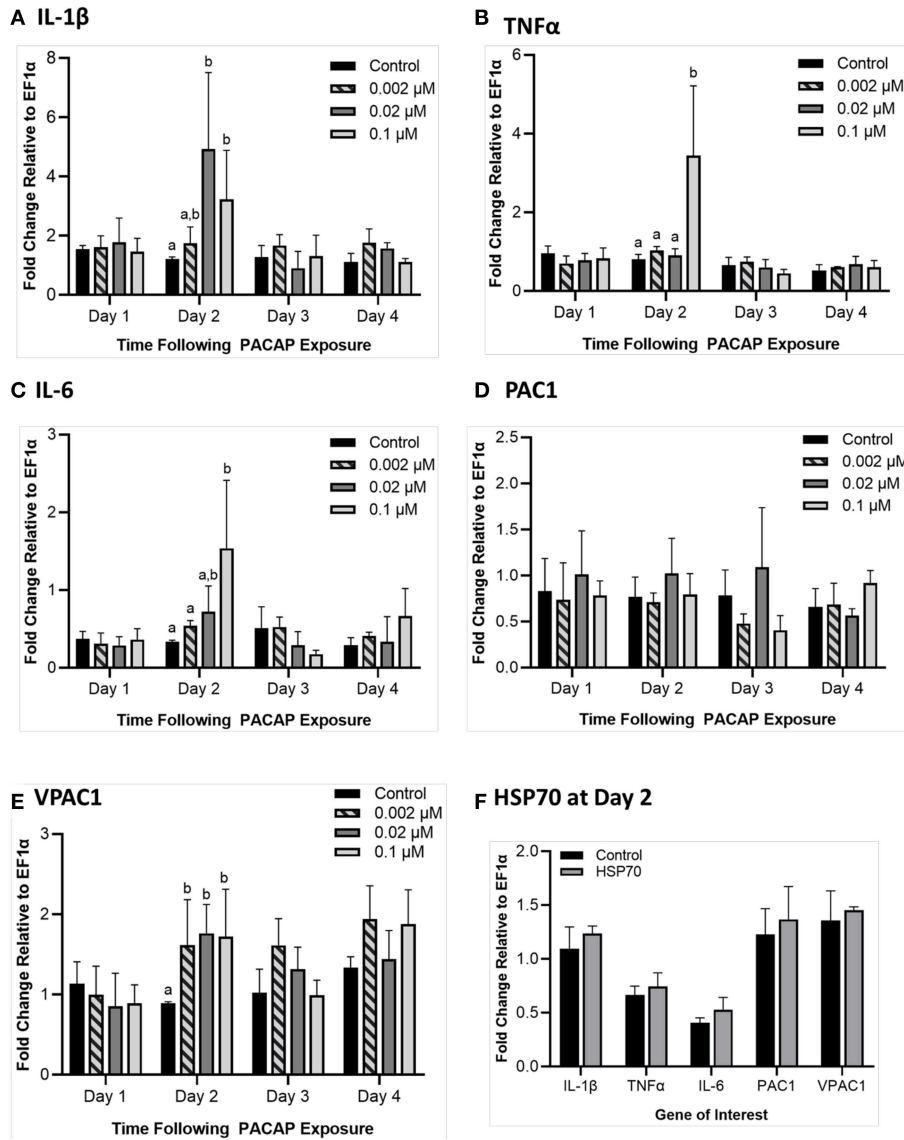 A IL-1β
Fold Change Relative to EF1α
8
6
4
2
0
b
b
a,b
a
Control
0.002 µM
0.02 µM
0.1 µM
Day 1 Day 2 Day 3 Day 4
Time Following PACAP Exposure
B TNFα
Fold Change Relative to EF1α
6
4
2
0
b
a a a
Control
0.002 µM
0.02 µM
0.1 µM
Day 1 Day 2 Day 3 Day 4
Time Following PACAP Exposure
C IL-6
Fold Change Relative to EF1α
3
2
1
0
b
a,b
a
a
Control
0.002 µM
0.02 µM
0.1 µM
Day 1 Day 2 Day 3 Day 4
Time Following PACAP Exposure
D PAC1
Fold Change Relative to EF1α
2.5
2.0
1.5
1.0
0.5
0.0
Control
0.002 µM
0.02 µM
0.1 µM
Day 1 Day 2 Day 3 Day 4
Time Following PACAP Exposure
E VPAC1
Fold Change Relative to EF1α
3
2
1
0
b b b
a
Control
0.002 µM
0.02 µM
0.1 µM
Day 1 Day 2 Day 3 Day 4
Time Following PACAP Exposure
F HSP70 at Day 2
Fold Change Relative to EF1α
2.0
1.5
1.0
0.5
0.0
Control
HSP70
IL-1β TNFα IL-6 PAC1 VPAC1
Gene of Interest